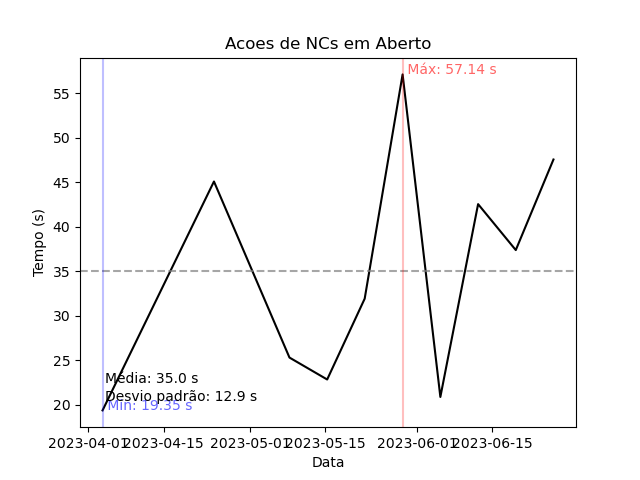 Acoes de NCs em Aberto
Máx: 57.14 s
55
50
45
40
35
30
25
20
Tempo (s)
Média: 35.0 s
Desvio padrão: 12.9 s
Mín: 19.35 s
2023-04-01 2023-04-15 2023-05-01 2023-05-15 2023-06-01 2023-06-15
Data